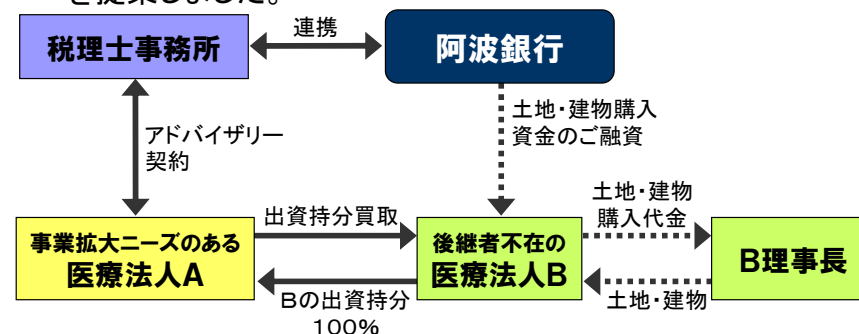 を提案しました。
税理士事務所
連携
阿波銀行
アドバイザリー
契約
土地・建物購入
資金のご融資
事業拡大ニーズのある
医療法人A
出資持分買取
Bの出資持分
100%
後継者不在の
医療法人B
土地・建物
購入代金
土地・建物
B理事長